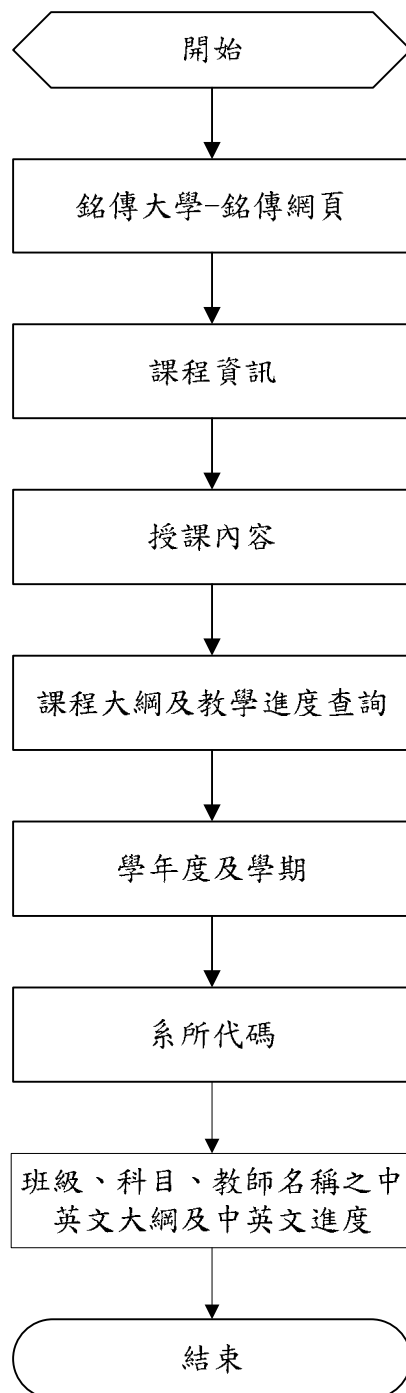 開始
銘傳大學-銘傳網頁
課程資訊
授課內容
課程大綱及教學進度查詢
學年度及學期
系所代碼
班級、科目、教師名稱之中
英文大綱及中英文進度
結束